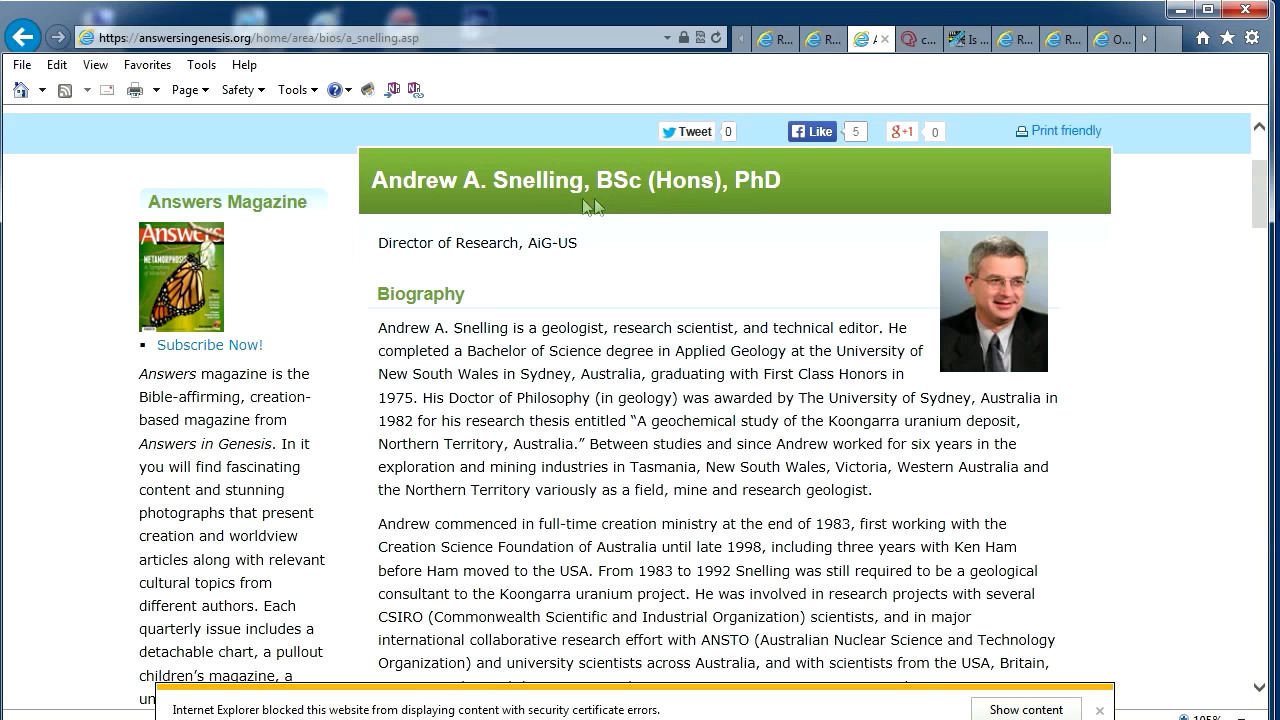 https://answersingenesis.org/home/area/bios/a_snelling.asp
R...
R...
c...
Is ...
R...
R...
O...
File Edit View Favorites Tools Help
Page Safety Tools
Tweet 0 Like 5 +1 0 Print friendly
Andrew A. Snelling, BSc (Hons), PhD
Answers Magazine
Answers
METAMORPHOSIS
Subscribe Now!
Answers magazine is the
Bible-affirming, creation-
based magazine from
Answers in Genesis. In it
you will find fascinating
content and stunning
photographs that present
creation and worldview
articles along with relevant
cultural topics from
different authors. Each
quarterly issue includes a
detachable chart, a pullout
children's magazine, a
Director of Research, AiG-US
Biography
Andrew A. Snelling is a geologist, research scientist, and technical editor. He
completed a Bachelor of Science degree in Applied Geology at the University of
New South Wales in Sydney, Australia, graduating with First Class Honors in
1975. His Doctor of Philosophy (in geology) was awarded by The University of Sydney, Australia in
1982 for his research thesis entitled “A geochemical study of the Koongarra uranium deposit,
Northern Territory, Australia.” Between studies and since Andrew worked for six years in the
exploration and mining industries in Tasmania, New South Wales, Victoria, Western Australia and
the Northern Territory variously as a field, mine and research geologist.
Andrew commenced in full-time creation ministry at the end of 1983, first working with the
Creation Science Foundation of Australia until late 1998, including three years with Ken Ham
before Ham moved to the USA. From 1983 to 1992 Snelling was still required to be a geological
consultant to the Koongarra uranium project. He was involved in research projects with several
CSIRO (Commonwealth Scientific and Industrial Organization) scientists, and in major
international collaborative research effort with ANSTO (Australian Nuclear Science and Technology
Organization) and university scientists across Australia, and with scientists from the USA, Britain,
Internet Explorer blocked this website from displaying content with security certificate errors.
Show content